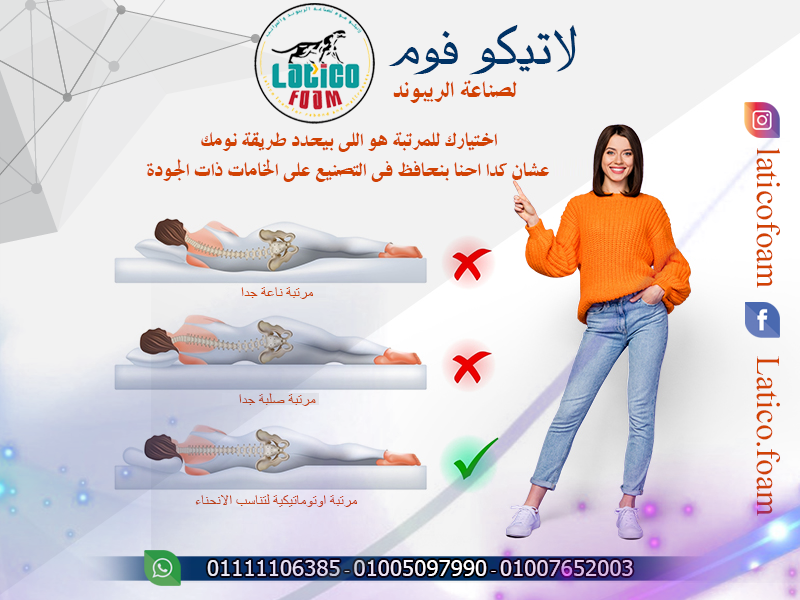 LATICO
FOAM
لاتيكو فوم
لصناعة الريبوند
اختيارك للمرتبة هو اللى بيحدد طريقة نومك
عشان كدا احنا بنحافظ فى التصنيع على الخامات ذات الجودة
مرتبة ناعة جدا
مرتبة صلبة جدا
مرتبة اوتوماتيكية لتناسب الانحناء
laticofoam
Latico.foam
01111106385 - 01005097990 - 01007652003